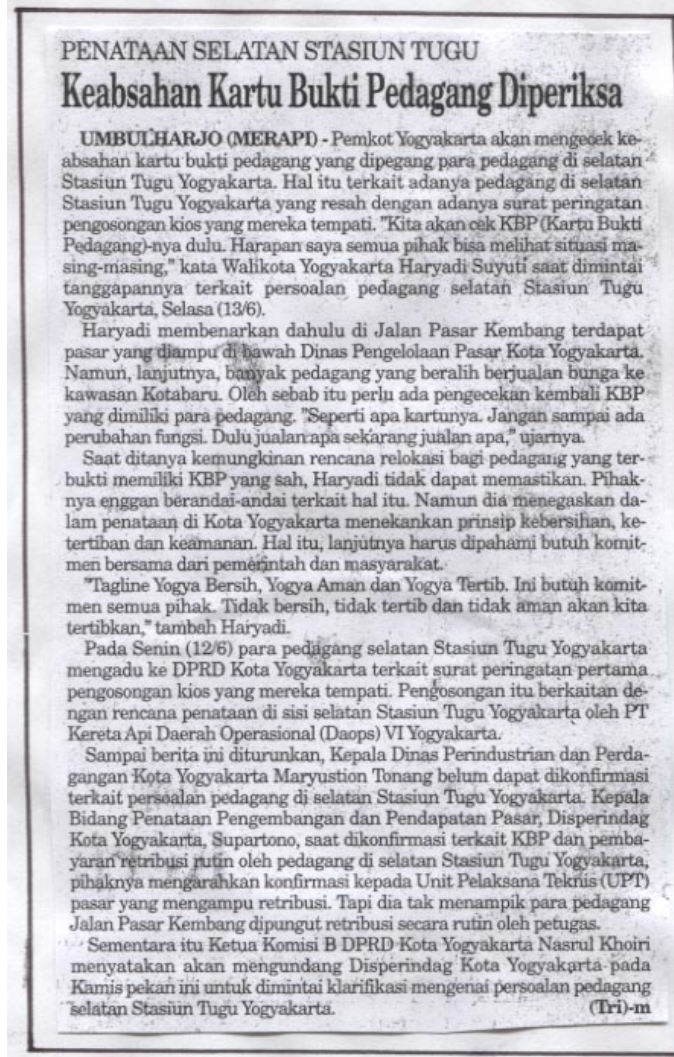 PENATAAN SELATAN STASIUN TUGU
Keabsahan Kartu Bukti Pedagang Diperiksa
UMBULHARJO (MERAPI) - Pemkot Yogyakarta akan mengecek ke-
absahan kartu bukti pedagang yang dipegang para pedagang di selatan
Stasiun Tugu Yogyakarta. Hal itu terkait adanya pedagang di selatan
Stasiun Tugu Yogyakarta yang resah dengan adanya surat peringatan
pengosongan kios yang mereka tempati. "Kita akan cek KBP (Kartu Bukti
Pedagang)-nya dulu. Harapan saya semua pihak bisa melihat situasi ma-
sing-masing," kata Walikota Yogyakarta Haryadi Suyuti saat dimintai
tanggapannya terkait persoalan pedagang selatan Stasiun Tugu
Yogyakarta, Selasa (13/6).
Haryadi membenarkan dahulu di Jalan Pasar Kembang terdapat
pasar yang diampu di bawah Dinas Pengelolaan Pasar Kota Yogyakarta.
Namun, lanjutnya, banyak pedagang yang beralih berjualan bunga ke
kawasan Kotabaru. Oleh sebab itu perlu ada pengecekan kembali KBP
yang dimiliki para pedagang. "Seperti apa kartunya. Jangan sampai ada
perubahan fungsi. Dulu jualan apa sekarang jualan apa," ujarnya.
Saat ditanya kemungkinan rencana relokasi bagi pedagang yang ter-
bukti memiliki KBP yang sah, Haryadi tidak dapat memastikan. Pihak-
nya enggan berandai-andai terkait hal itu. Namun dia menegaskan da-
lam penataan di Kota Yogyakarta menekankan prinsip kebersihan, ke-
tertiban dan keamanan. Hal itu, lanjutnya harus dipahami butuh komit-
men bersama dari pemerintah dan masyarakat.
"Tagline Yogya Bersih, Yogya Aman dan Yogya Tertib. Ini butuh komit-
men semua pihak. Tidak bersih, tidak tertib dan tidak aman akan kita
tertibkan," tambah Haryadi.
Pada Senin (12/6) para pedagang selatan Stasiun Tugu Yogyakarta
mengadu ke DPRD Kota Yogyakarta terkait surat peringatan pertama
pengosongan kios yang mereka tempati. Pengosongan itu berkaitan de-
ngan rencana penataan di sisi selatan Stasiun Tugu Yogyakarta oleh PT
Kereta Api Daerah Operasional (Daops) VI Yogyakarta.
Sampai berita ini diturunkan, Kepala Dinas Perindustrian dan Perda-
gangan Kota Yogyakarta Maryustion Tonang belum dapat dikonfirmasi
terkait persoalan pedagang di selatan Stasiun Tugu Yogyakarta. Kepala
Bidang Penataan Pengembangan dan Pendapatan Pasar, Disperindag
Kota Yogyakarta, Supartono, saat dikonfirmasi terkait KBP dan pemba-
yaran retribusi rutin oleh pedagang di selatan Stasiun Tugu Yogyakarta,
pihaknya mengarahkan konfirmasi kepada Unit Pelaksana Teknis (UPT)
pasar yang mengampu retribusi. Tapi dia tak menampik para pedagang
Jalan Pasar Kembang dipungut retribusi secara rutin oleh petugas.
Sementara itu Ketua Komisi B DPRD Kota Yogyakarta Nasrul Khoiri
menyatakan akan mengundang Disperindag Kota Yogyakarta pada
Kamis pekan ini untuk dimintai klarifikasi mengenai persoalan pedagang
selatan Stasiun Tugu Yogyakarta. (Tri)-m